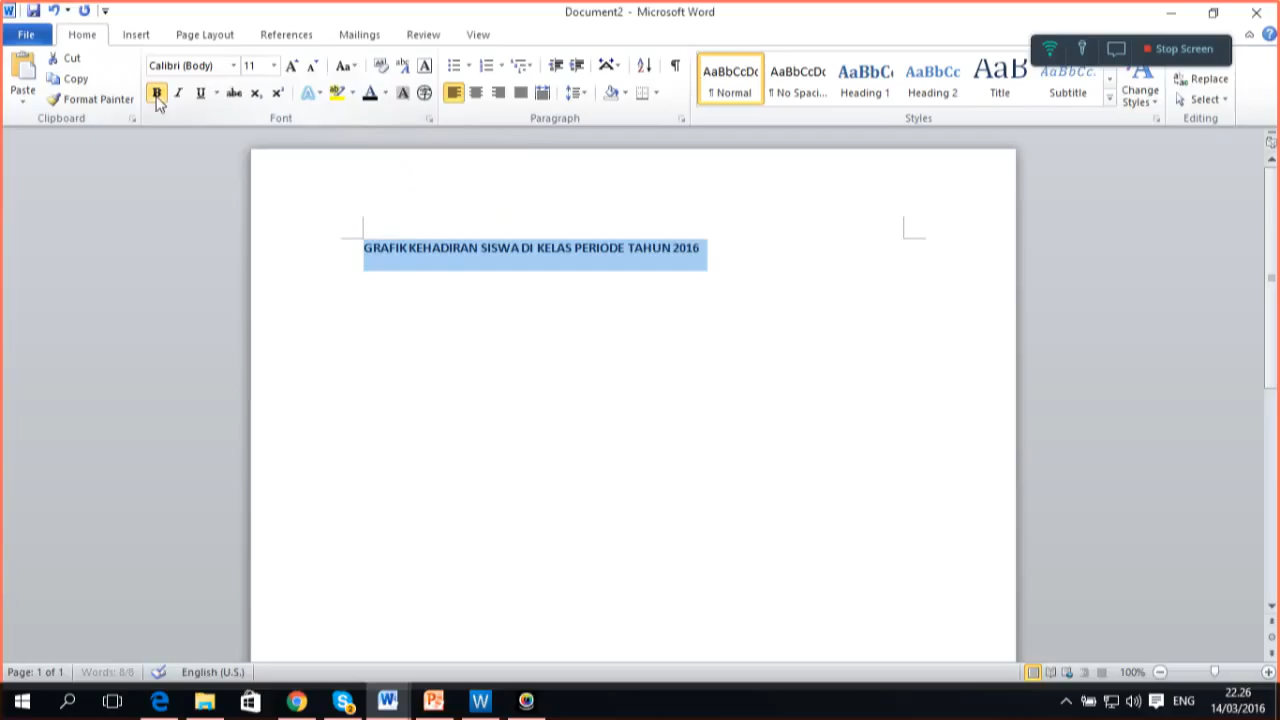 Document2 - Microsoft Word
File Home Insert Page Layout References Mailings Review View
Stop Screen
Paste
Cut
Copy
Format Painter
Clipboard
Calibri (Body) 11
Font
Paragraph
AaBbCcDc AaBbCcDc AaBbC AaBbCc AaB AaBbCc.
¶ Normal ¶ No Spaci... Heading 1 Heading 2 Title Subtitle
Change Styles
Styles
Replace
Select
Editing
GRAFIK KEHADIRAN SISWA DI KELAS PERIODE TAHUN 2016
Page: 1 of 1 Words: 8/8 English (U.S.) 100%
ENG
22.26
14/03/2016